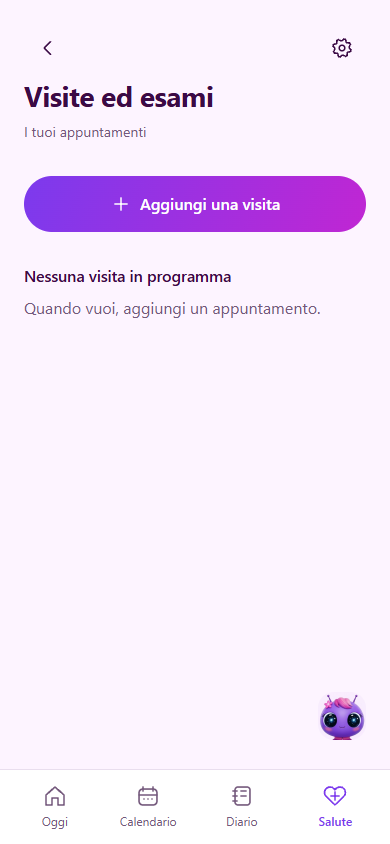 Visite ed esami
I tuoi appuntamenti
Aggiungi una visita
Nessuna visita in programma
Quando vuoi, aggiungi un appuntamento.
Oggi
Calendario
Diario
Salute